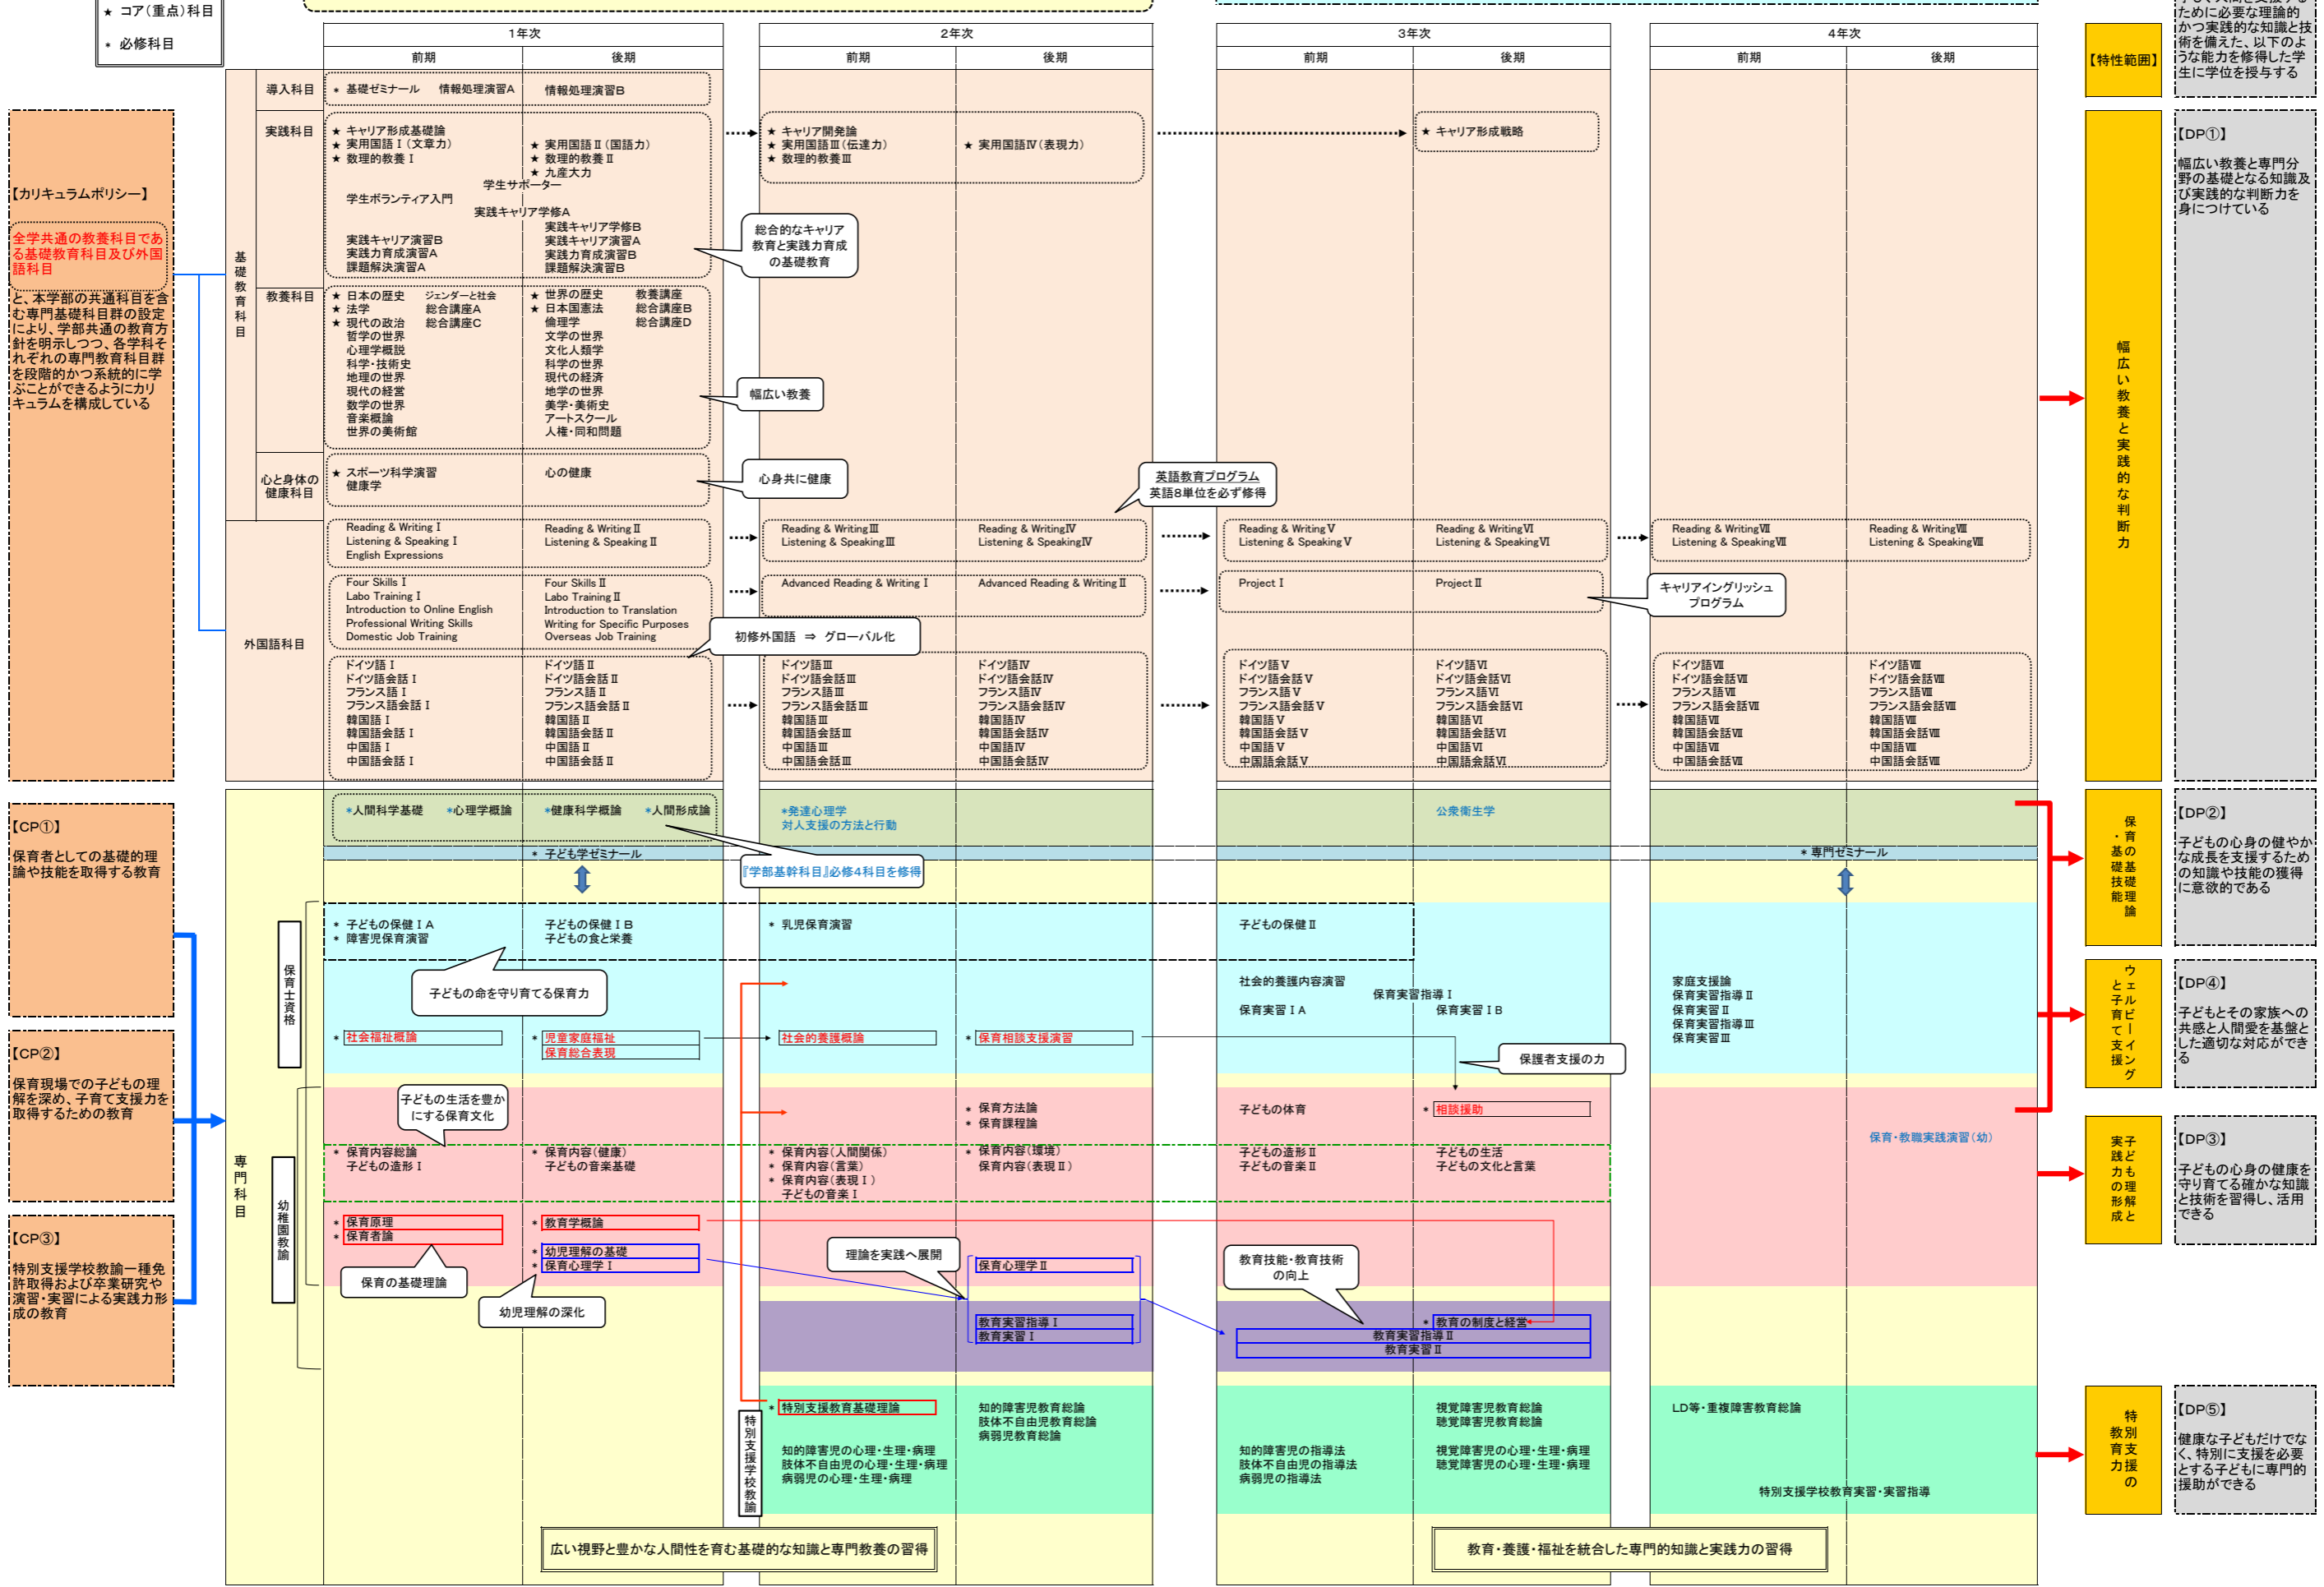 ★ コア(重点)科目
* 必修科目
ために必要な理論的
かつ実践的な知識と技
術を備えた、以下のよ
うな能力を修得した学
生に学位を授与する
【特性範囲】
1年次
2年次
3年次
4年次
前期
後期
前期
後期
前期
後期
前期
後期
【カリキュラムポリシー】
全学共通の教養科目であ
る基礎教育科目及び外国
語科目
と、本学部の共通科目を含
む専門基礎科目群の設定
により、学部共通の教育方
針を明示しつつ、各学科そ
れぞれの専門教育科目群
を段階的かつ系統的に学
ぶことができるようにカリ
キュラムを構成している
基礎教育科目
導入科目
* 基礎ゼミナール 情報処理演習A
情報処理演習B
実践科目
★ キャリア形成基礎論
★ 実用国語Ⅰ(文章力)
★ 数理的教養Ⅰ
★ 実用国語Ⅱ(国語力)
★ 数理的教養Ⅱ
★ 九産大力
学生サポーター
学生ボランティア入門
実践キャリア学修A
実践キャリア学修B
実践キャリア演習B
実践キャリア演習A
実践力育成演習A
実践力育成演習B
課題解決演習A
課題解決演習B
★ キャリア開発論
★ 実用国語Ⅲ(伝達力)
★ 数理的教養Ⅲ
★ 実用国語Ⅳ(表現力)
★ キャリア形成戦略
総合的なキャリア
教育と実践力育成
の基礎教育
教養科目
★ 日本の歴史 ジェンダーと社会
★ 法学 総合講座A
★ 現代の政治 総合講座C
哲学の世界
心理学概説
科学・技術史
地理の世界
現代の経営
数学の世界
音楽概論
世界の美術館
★ 世界の歴史 教養講座
★ 日本国憲法 総合講座B
倫理学 総合講座D
文学の世界
文化人類学
科学の世界
現代の経済
地学の世界
美学・美術史
アートスクール
人権・同和問題
幅広い教養
心と身体の
健康科目
★ スポーツ科学演習
健康学
心の健康
心身共に健康
英語教育プログラム
英語8単位を必ず修得
外国語科目
Reading & WritingⅠ
Listening & SpeakingⅠ
English Expressions
Reading & WritingⅡ
Listening & SpeakingⅡ
Reading & WritingⅢ
Listening & SpeakingⅢ
Reading & WritingⅣ
Listening & SpeakingⅣ
Reading & WritingⅤ
Listening & SpeakingⅤ
Reading & WritingⅥ
Listening & SpeakingⅥ
Reading & WritingⅦ
Listening & SpeakingⅦ
Reading & WritingⅧ
Listening & SpeakingⅧ
Four SkillsⅠ
Labo TrainingⅠ
Introduction to Online English
Professional Writing Skills
Domestic Job Training
Four SkillsⅡ
Labo TrainingⅡ
Introduction to Translation
Writing for Specific Purposes
Overseas Job Training
Advanced Reading & WritingⅠ
Advanced Reading & WritingⅡ
ProjectⅠ
ProjectⅡ
キャリアイングリッシュ
プログラム
初修外国語 ⇒ グローバル化
ドイツ語Ⅰ
ドイツ語会話Ⅰ
フランス語Ⅰ
フランス語会話Ⅰ
韓国語Ⅰ
韓国語会話Ⅰ
中国語Ⅰ
中国語会話Ⅰ
ドイツ語Ⅱ
ドイツ語会話Ⅱ
フランス語Ⅱ
フランス語会話Ⅱ
韓国語Ⅱ
韓国語会話Ⅱ
中国語Ⅱ
中国語会話Ⅱ
ドイツ語Ⅲ
ドイツ語会話Ⅲ
フランス語Ⅲ
フランス語会話Ⅲ
韓国語Ⅲ
韓国語会話Ⅲ
中国語Ⅲ
中国語会話Ⅲ
ドイツ語Ⅳ
ドイツ語会話Ⅳ
フランス語Ⅳ
フランス語会話Ⅳ
韓国語Ⅳ
韓国語会話Ⅳ
中国語Ⅳ
中国語会話Ⅳ
ドイツ語Ⅴ
ドイツ語会話Ⅴ
フランス語Ⅴ
フランス語会話Ⅴ
韓国語Ⅴ
韓国語会話Ⅴ
中国語Ⅴ
中国語会話Ⅴ
ドイツ語Ⅵ
ドイツ語会話Ⅵ
フランス語Ⅵ
フランス語会話Ⅵ
韓国語Ⅵ
韓国語会話Ⅵ
中国語Ⅵ
中国語会話Ⅵ
ドイツ語Ⅶ
ドイツ語会話Ⅶ
フランス語Ⅶ
フランス語会話Ⅶ
韓国語Ⅶ
韓国語会話Ⅶ
中国語Ⅶ
中国語会話Ⅶ
ドイツ語Ⅷ
ドイツ語会話Ⅷ
フランス語Ⅷ
フランス語会話Ⅷ
韓国語Ⅷ
韓国語会話Ⅷ
中国語Ⅷ
中国語会話Ⅷ
幅広い教養と実践的な判断力
【DP①】
幅広い教養と専門分
野の基礎となる知識及
び実践的な判断力を
身につけている
【CP①】
保育者としての基礎的理
論や技能を取得する教育
【CP②】
保育現場での子どもの理
解を深め、子育て支援力を
取得するための教育
【CP③】
特別支援学校教諭一種免
許取得および卒業研究や
演習・実習による実践力形
成の教育
専門科目
*人間科学基礎 *心理学概論
*健康科学概論 *人間形成論
*発達心理学
対人支援の方法と行動
公衆衛生学
* 子ども学ゼミナール
* 専門ゼミナール
『学部基幹科目』必修4科目を修得
保育士資格
* 子どもの保健ⅠA
* 障害児保育演習
子どもの保健ⅠB
子どもの食と栄養
* 乳児保育演習
子どもの保健Ⅱ
子どもの命を守り育てる保育力
社会的養護内容演習
保育実習指導Ⅰ
保育実習ⅠA
保育実習ⅠB
家庭支援論
保育実習指導Ⅱ
保育実習Ⅱ
保育実習指導Ⅲ
保育実習Ⅲ
* 社会福祉概論
* 児童家庭福祉
保育総合表現
* 社会的養護概論
* 保育相談支援演習
保護者支援の力
幼稚園教諭
子どもの生活を豊か
にする保育文化
* 保育方法論
* 保育課程論
子どもの体育
* 相談援助
保育・教職実践演習(幼)
* 保育内容総論
子どもの造形Ⅰ
* 保育内容(健康)
子どもの音楽基礎
* 保育内容(人間関係)
* 保育内容(言葉)
* 保育内容(表現Ⅰ)
子どもの音楽Ⅰ
* 保育内容(環境)
保育内容(表現Ⅱ)
子どもの造形Ⅱ
子どもの音楽Ⅱ
子どもの生活
子どもの文化と言葉
* 保育原理
* 保育者論
* 教育学概論
* 幼児理解の基礎
* 保育心理学Ⅰ
保育の基礎理論
幼児理解の深化
理論を実践へ展開
保育心理学Ⅱ
教育技能・教育技術
の向上
教育実習指導Ⅰ
教育実習Ⅰ
* 教育の制度と経営
教育実習指導Ⅱ
教育実習Ⅱ
特別支援学校教諭
* 特別支援教育基礎理論
知的障害児の心理・生理・病理
肢体不自由児の心理・生理・病理
病弱児の心理・生理・病理
知的障害児教育総論
肢体不自由児教育総論
病弱児教育総論
知的障害児の指導法
肢体不自由児の指導法
病弱児の指導法
視覚障害児教育総論
聴覚障害児教育総論
視覚障害児の心理・生理・病理
聴覚障害児の心理・生理・病理
LD等・重複障害教育総論
特別支援学校教育実習・実習指導
広い視野と豊かな人間性を育む基礎的な知識と専門教養の習得
教育・養護・福祉を統合した専門的知識と実践力の習得
保育の基礎理論
・基礎技能
【DP②】
子どもの心身の健やか
な成長を支援するため
の知識や技能の獲得
に意欲的である
ウェルビーイング
と子育て支援
【DP④】
子どもとその家族への
共感と人間愛を基盤と
した適切な対応ができ
る
子ども理解と
実践力の形成
【DP③】
子どもの心身の健康を
守り育てる確かな知識
と技術を習得し、活用
できる
特別支援の
教育力
【DP⑤】
健康な子どもだけでな
く、特別に支援を必要
とする子どもに専門的
援助ができる